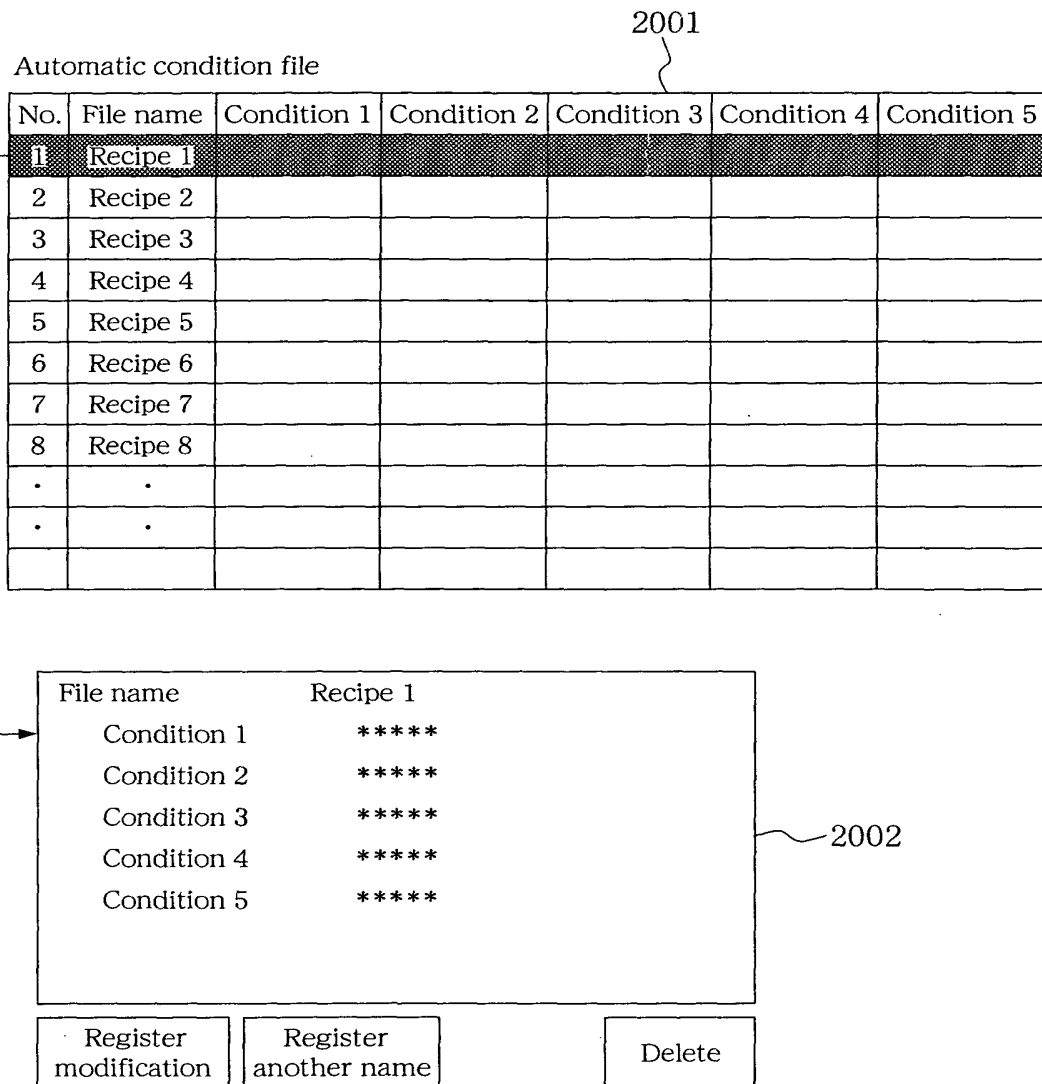 2001
Automatic condition file
No. File name Condition 1 Condition 2 Condition 3 Condition 4 Condition 5
1 Recipe 1
2 Recipe 2
3 Recipe 3
4 Recipe 4
5 Recipe 5
6 Recipe 6
7 Recipe 7
8 Recipe 8
· ·
· ·
File name Recipe 1
Condition 1 *****
Condition 2 *****
Condition 3 *****
Condition 4 *****
Condition 5 *****
2002
Register modification
Register another name
Delete